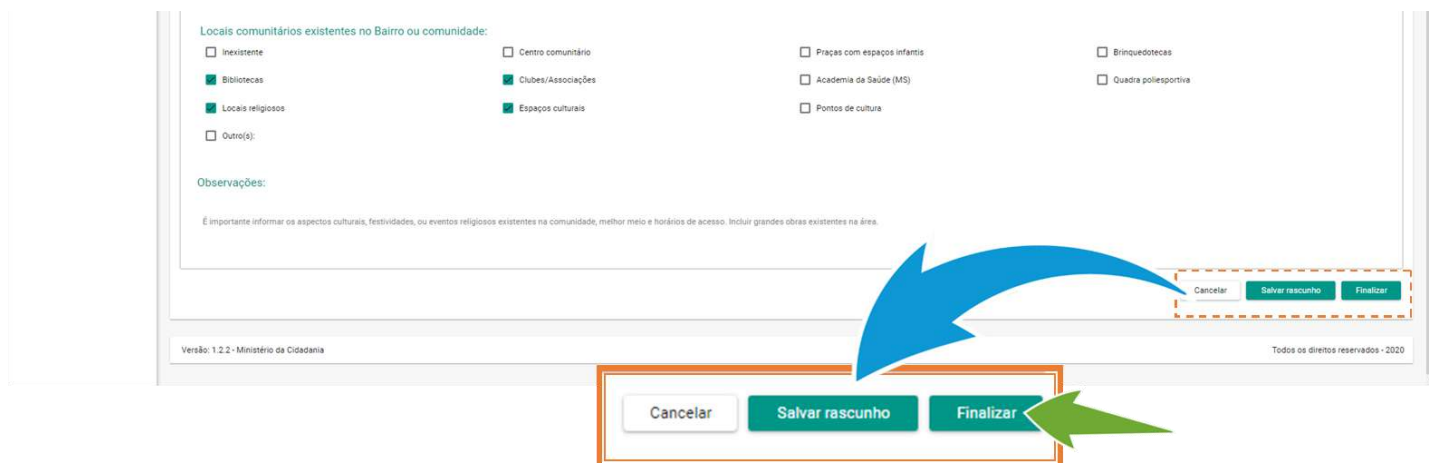 Locais comunitários existentes no Bairro ou comunidade:
Inexistente Centro comunitário Praças com espaços infantis Brinquedotecas
Bibliotecas Clubes/Associações Academia da Saúde (MS) Quadra poliesportiva
Locais religiosos Espaços culturais Pontos de cultura
Outro(s):
Observações:
É importante informar os aspectos culturais, festividades, ou eventos religiosos existentes na comunidade, melhor meio e horários de acesso. Incluir grandes obras existentes na área.
Cancelar Salvar rascunho Finalizar
Versão: 1.2.2 - Ministério da Cidadania Todos os direitos reservados - 2020
Cancelar Salvar rascunho Finalizar